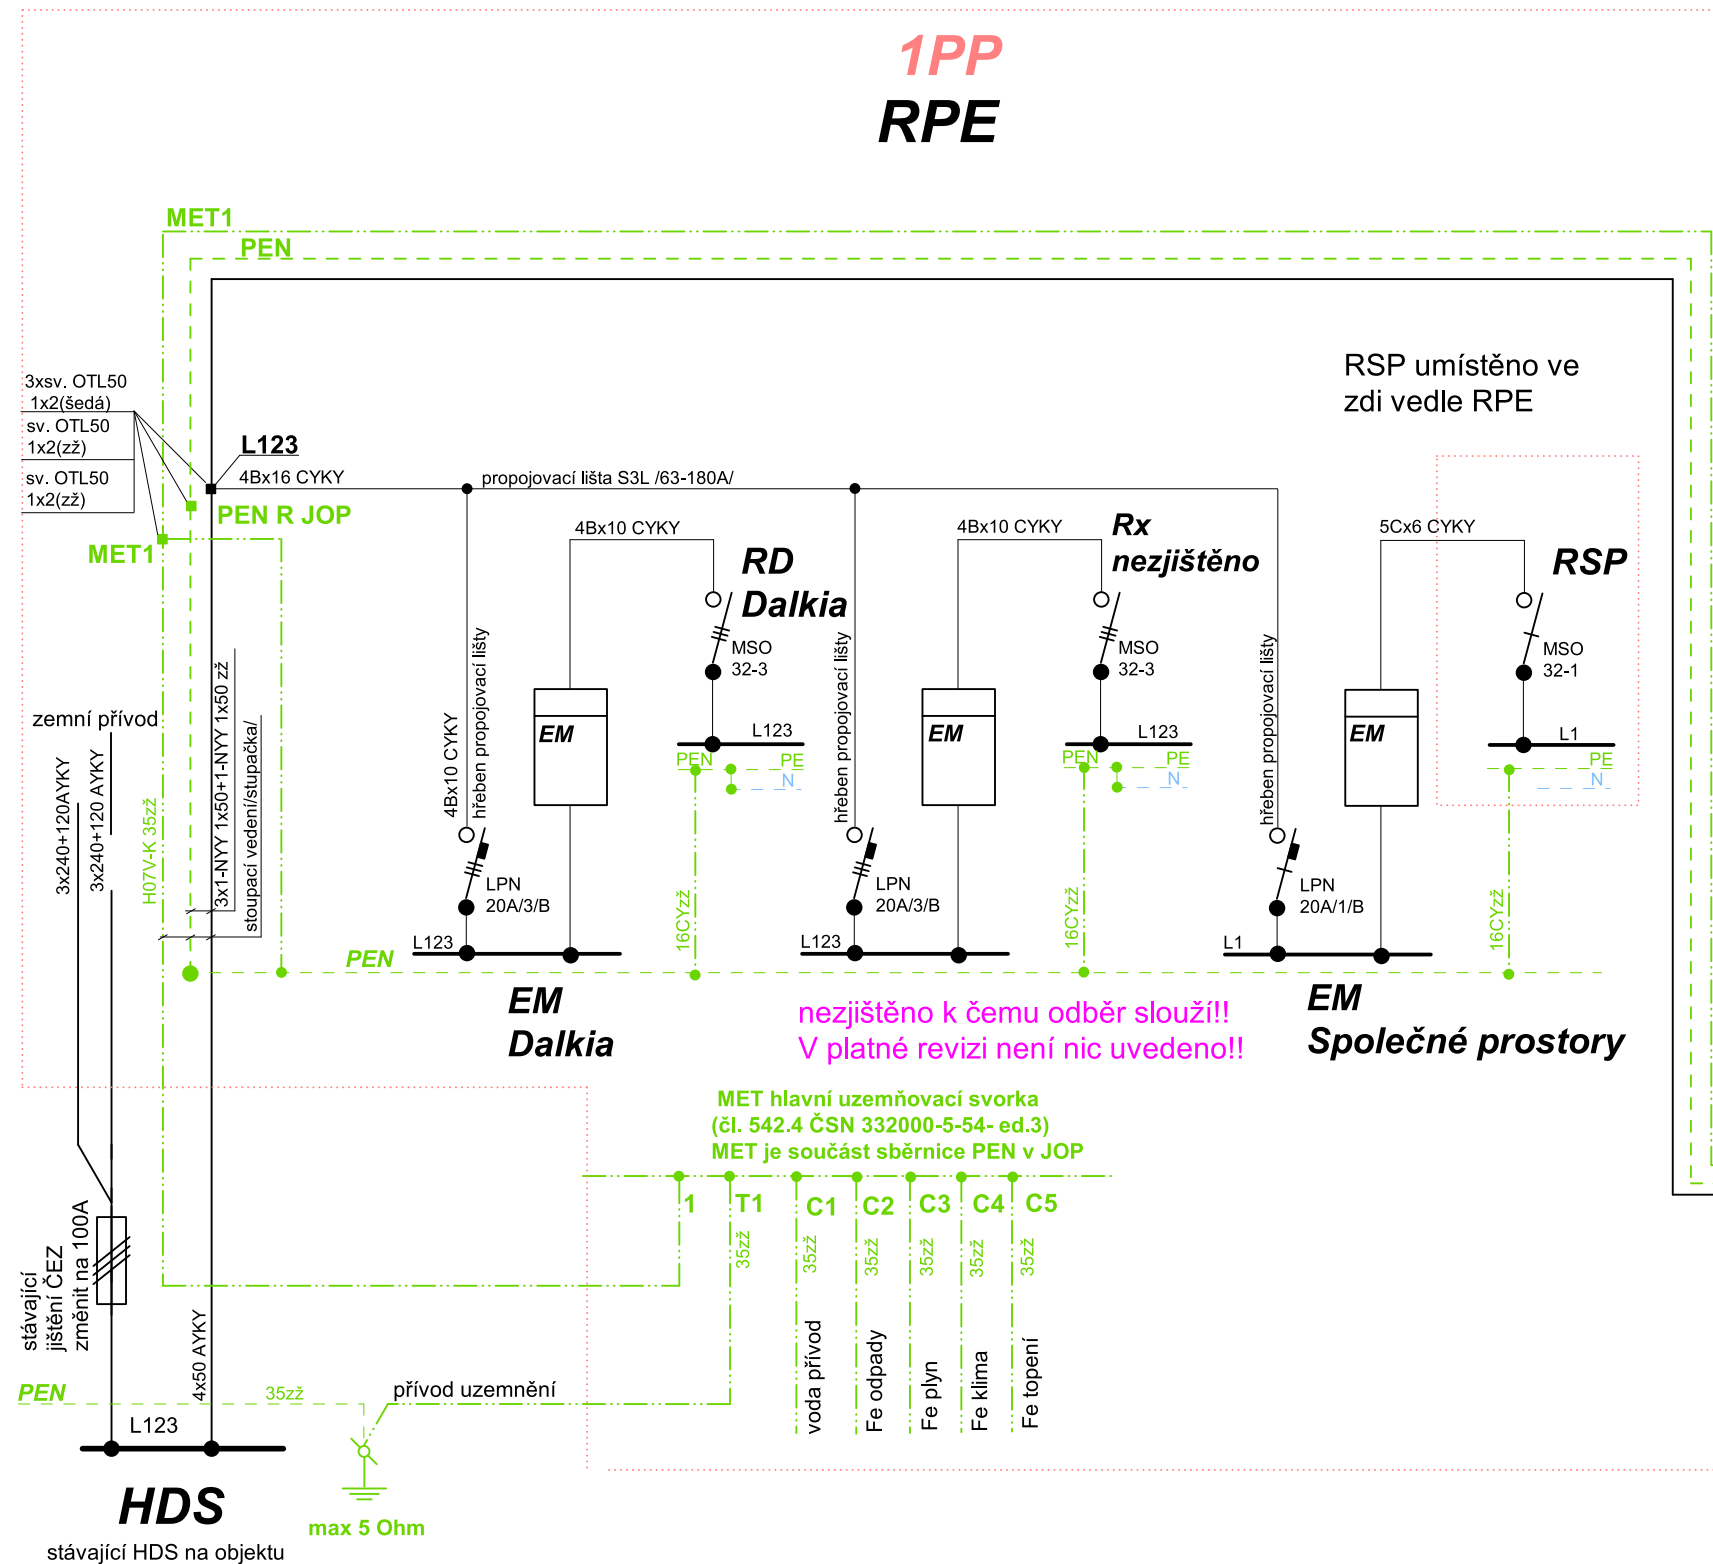 1PP
RPE
MET1
PEN
RSP umístěno ve
zdi vedle RPE
3xsv. OTL50
1x2(šedá)
sv. OTL50
1x2(zž)
sv. OTL50
1x2(zž)
L123
4Bx16 CYKY
propojovací lišta S3L /63-180A/
PEN R JOP
MET1
4Bx10 CYKY
RD
Dalkia
MSO
32-3
L123
PEN
PE
N
4Bx10 CYKY
Rx
nezjištěno
MSO
32-3
L123
PEN
PE
N
5Cx6 CYKY
RSP
MSO
32-1
L1
PE
N
zemní přívod
3x240+120AYKY
3x240+120 AYKY
H07V-K 35zž
3x1-NYY 1x50+1-NYY 1x50 zž
stoupací vedení/stupačka/
4Bx10 CYKY
hřeben propojovací lišty
EM
LPN
20A/3/B
L123
16CYzž
hřeben propojovací lišty
EM
LPN
20A/3/B
L123
16CYzž
hřeben propojovací lišty
EM
LPN
20A/1/B
L1
16CYzž
PEN
EM
Dalkia
nezjištěno k čemu odběr slouží!!
V platné revizi není nic uvedeno!!
EM
Společné prostory
MET hlavní uzemňovací svorka
(čl. 542.4 ČSN 332000-5-54- ed.3)
MET je součást sběrnice PEN v JOP
1
T1
C1
C2
C3
C4
C5
35zž
35zž
35zž
35zž
35zž
35zž
voda přívod
Fe odpady
Fe plyn
Fe klima
Fe topení
stávající
jištění ČEZ
změnit na 100A
4x50 AYKY
PEN
35zž
přívod uzemnění
L123
HDS
max 5 Ohm
stávající HDS na objektu